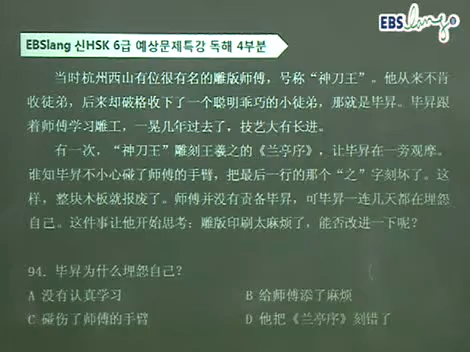 EBSlang
EBSlang 신HSK 6급 예상문제특강 독해 4부분
当时杭州西山有位很有名的雕版师傅，号称“神刀王”。他从来不肯
收徒弟，后来却破格收下了一个聪明乖巧的小徒弟，那就是毕昇。毕昇跟
着师傅学习雕工，一晃几年过去了，技艺大有长进。
有一次，“神刀王”雕刻王羲之的《兰亭序》，让毕昇在一旁观摩。
谁知毕昇不小心碰了师傅的手臂，把最后一行的那个“之”字刻坏了。这
样，整块木板就报废了。师傅并没有责备毕昇，可毕昇一连几天都在埋怨
自己。这件事让他开始思考：雕版印刷太麻烦了，能否改进一下呢？
94. 毕昇为什么埋怨自己？
A 没有认真学习
B 给师傅添了麻烦
C 碰伤了师傅的手臂
D 他把《兰亭序》刻错了